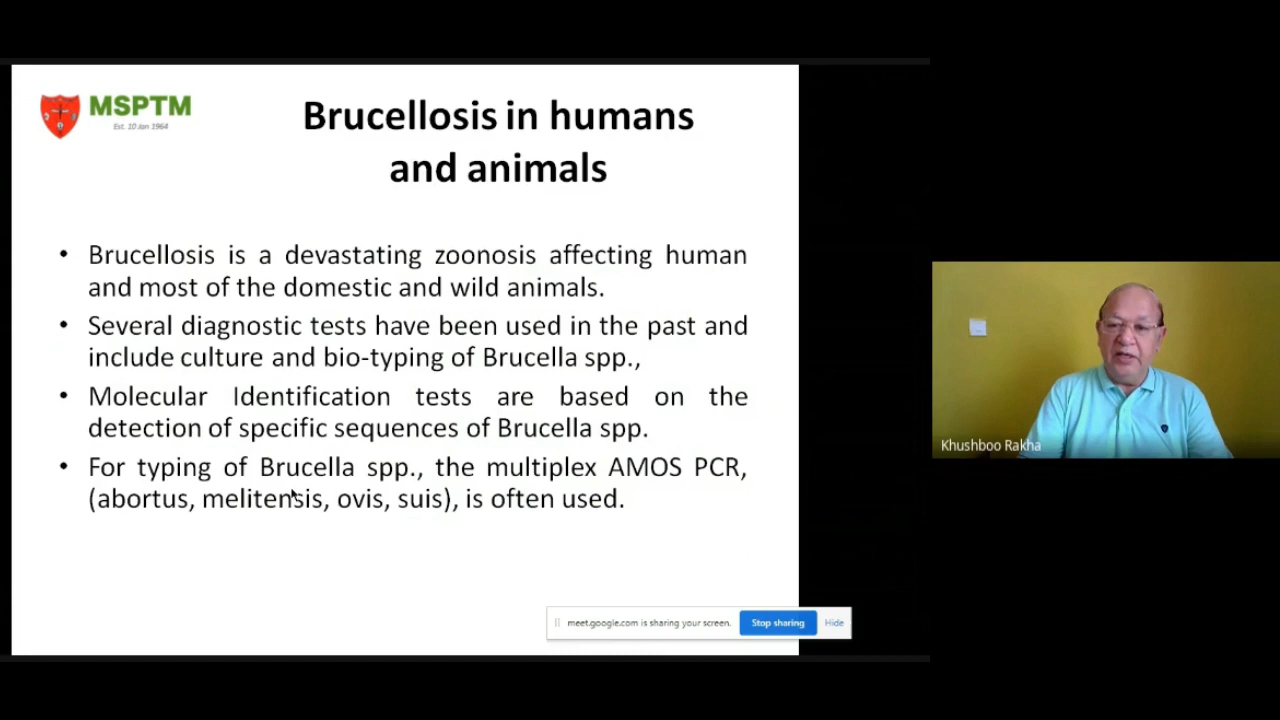 MSPTM
Est. 10 Jan 1964
Brucellosis in humans
and animals
• Brucellosis is a devastating zoonosis affecting human
and most of the domestic and wild animals.
• Several diagnostic tests have been used in the past and
include culture and bio-typing of Brucella spp.,
• Molecular Identification tests are based on the
detection of specific sequences of Brucella spp.
• For typing of Brucella spp., the multiplex AMOS PCR,
(abortus, melitensis, ovis, suis), is often used.
meet.google.com is sharing your screen.
Stop sharing
Hide
Khushboo Rakha